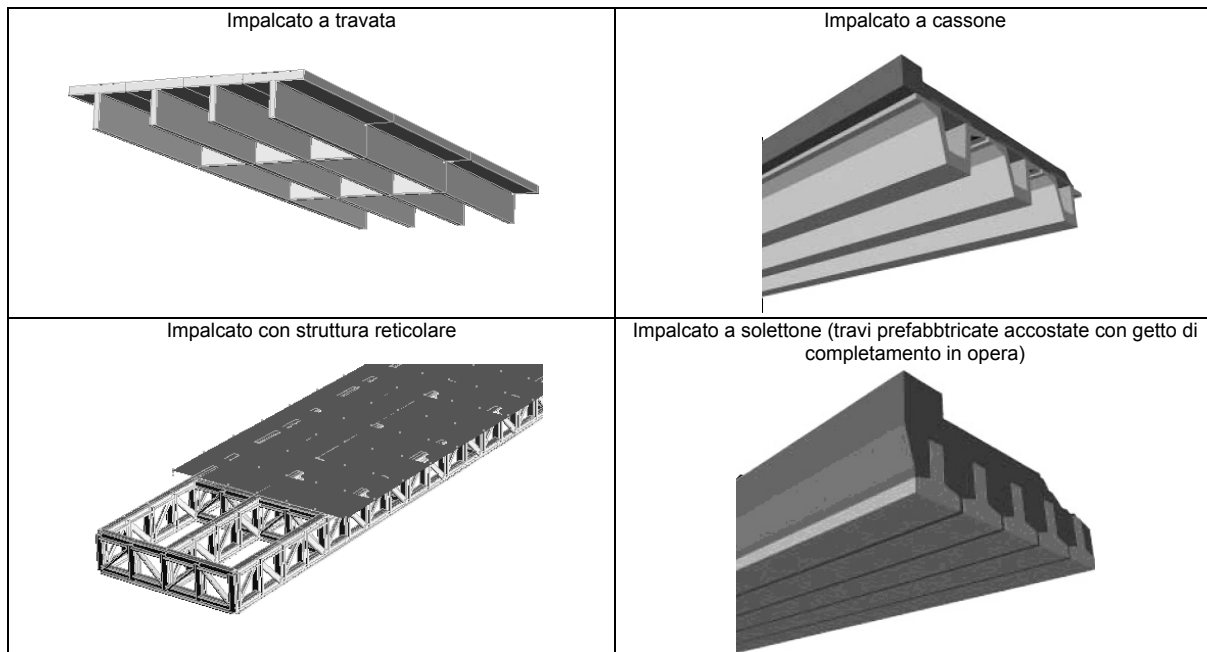 Impalcato a travata
Impalcato a cassone
Impalcato con struttura reticolare
Impalcato a solettone (travi prefabbtricate accostate con getto di
completamento in opera)